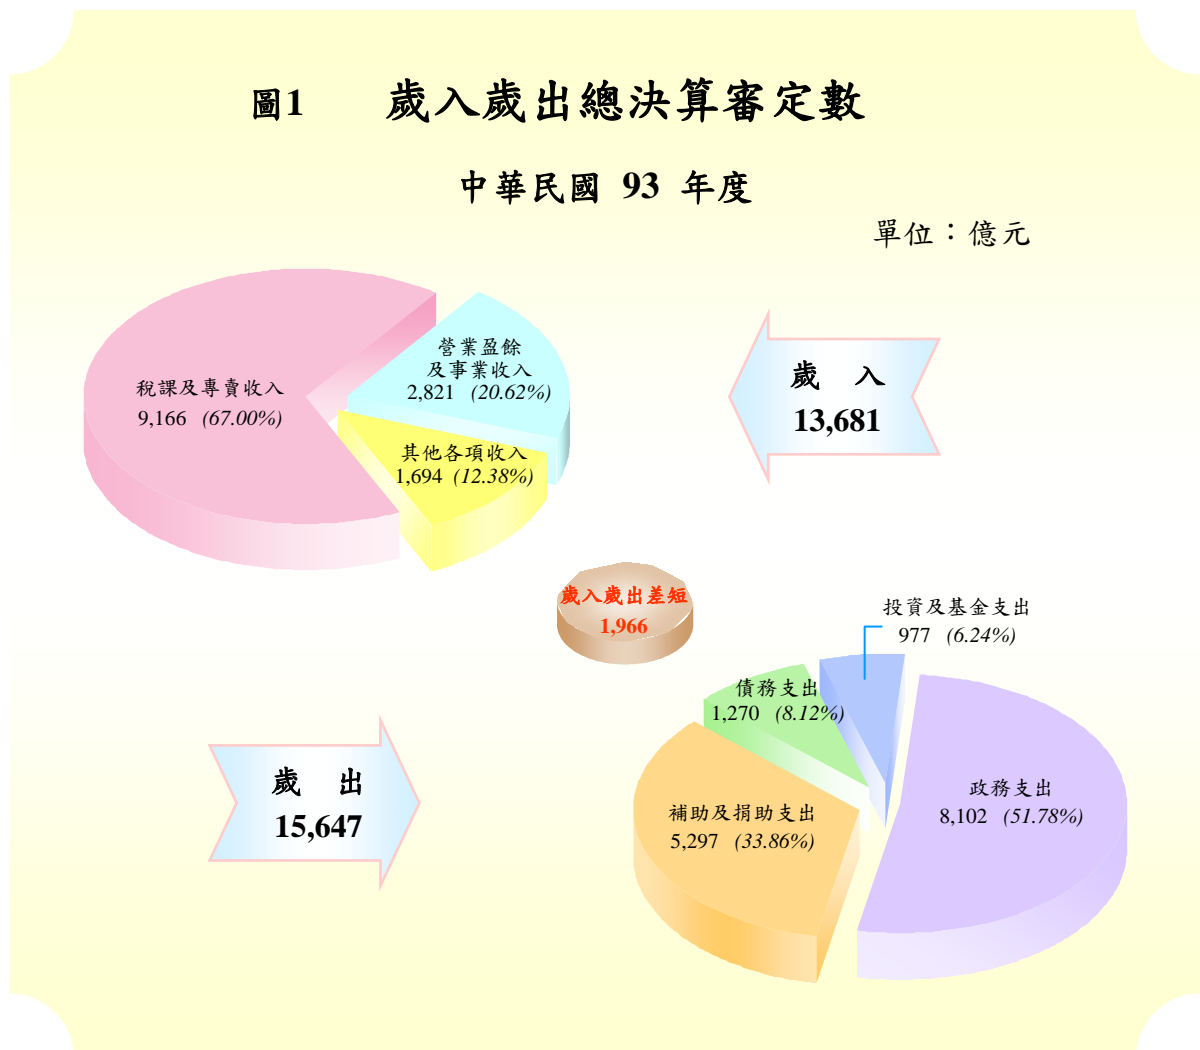 圖1 歲入歲出總決算審定數
中華民國 93 年度
單位：億元
營業盈餘
及事業收入
2,821 (20.62%)
稅課及專賣收入
9,166 (67.00%)
其他各項收入
1,694 (12.38%)
歲 入
13,681
歲入歲出差短
1,966
投資及基金支出
977 (6.24%)
債務支出
1,270 (8.12%)
歲 出
15,647
補助及捐助支出
5,297 (33.86%)
政務支出
8,102 (51.78%)